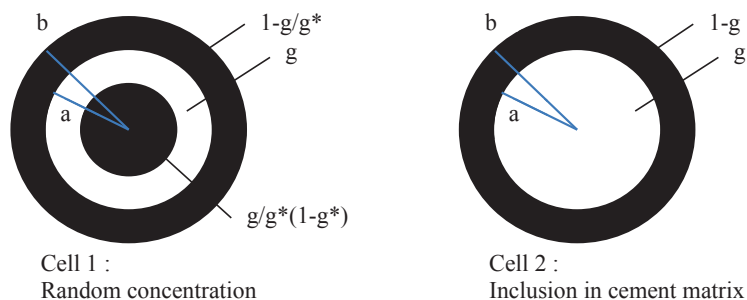 b
1-g/g*
g
a
g/g*(1-g*)
Cell 1 :
Random concentration
b
1-g
g
a
Cell 2 :
Inclusion in cement matrix